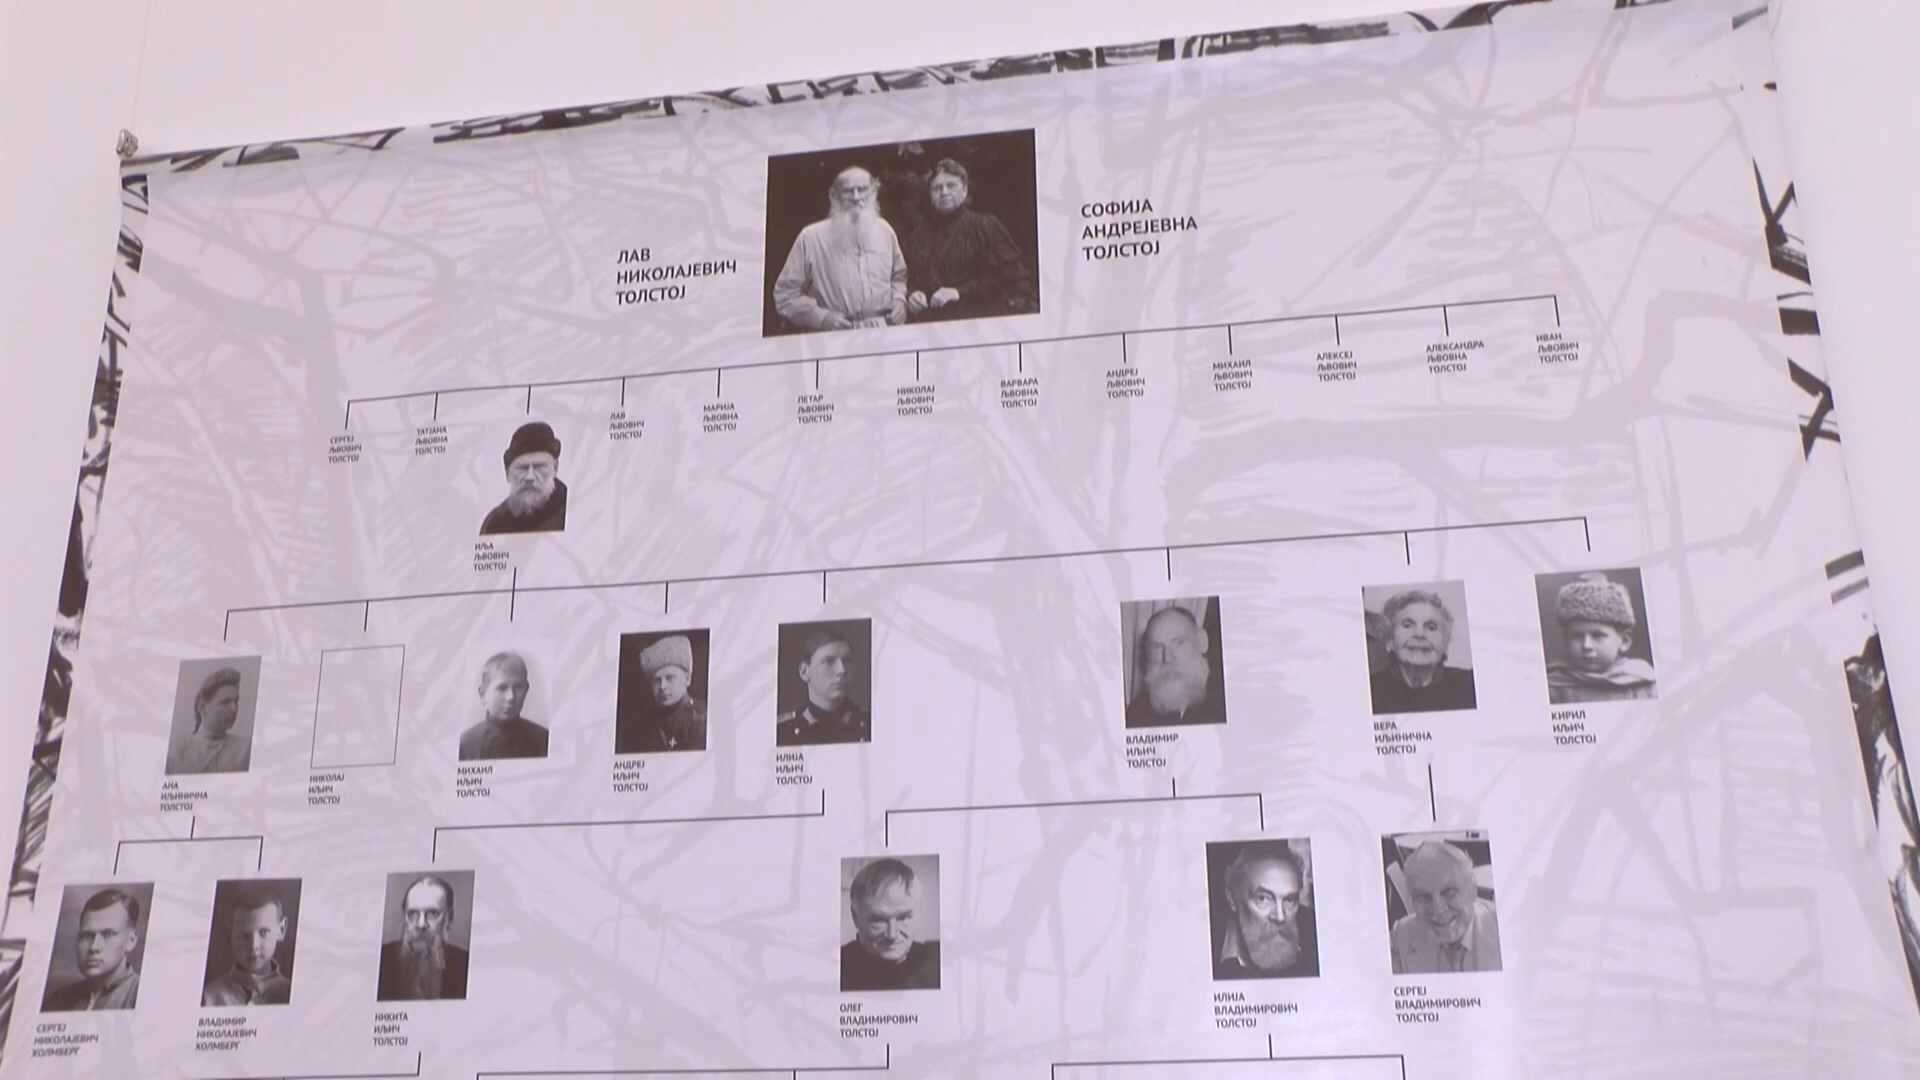 ЛАВ
НИКОЛАЈЕВИЧ
ТОЛСТОЈ
СОФИЈА
АНДРЕЈЕВНА
ТОЛСТОЈ
СЕРГЕЈ
ЉВОВИЧ
ТОЛСТОЈ
ТАТЈАНА
ЉВОВНА
ТОЛСТОЈ
ИЉА
ЉВОВИЧ
ТОЛСТОЈ
ЛАВ
ЉВОВИЧ
ТОЛСТОЈ
МАРИЈА
ЉВОВНА
ТОЛСТОЈ
ПЕТАР
ЉВОВИЧ
ТОЛСТОЈ
НИКОЛАЈ
ЉВОВИЧ
ТОЛСТОЈ
ВАРВАРА
ЉВОВНА
ТОЛСТОЈ
АНДРЕЈ
ЉВОВИЧ
ТОЛСТОЈ
МИХАИЛ
ЉВОВИЧ
ТОЛСТОЈ
АЛЕКСЕЈ
ЉВОВИЧ
ТОЛСТОЈ
АЛЕКСАНДРА
ЉВОВНА
ТОЛСТОЈ
ИВАН
ЉВОВИЧ
ТОЛСТОЈ
АНА
ИЉИНИЧНА
ТОЛСТОЈ
НИКОЛАЈ
ИЉИЧ
ТОЛСТОЈ
МИХАИЛ
ИЉИЧ
ТОЛСТОЈ
АНДРЕЈ
ИЉИЧ
ТОЛСТОЈ
ИЛИЈА
ИЉИЧ
ТОЛСТОЈ
ВЛАДИМИР
ИЉИЧ
ТОЛСТОЈ
ВЕРА
ИЉИНИЧНА
ТОЛСТОЈ
КИРИЛ
ИЉИЧ
ТОЛСТОЈ
СЕРГЕЈ
НИКОЛАЈЕВИЧ
ХОЛМБЕРГ
ВЛАДИМИР
НИКОЛАЈЕВИЧ
ХОЛМБЕРГ
НИКИТА
ИЉИЧ
ТОЛСТОЈ
ОЛЕГ
ВЛАДИМИРОВИЧ
ТОЛСТОЈ
ИЛИЈА
ВЛАДИМИРОВИЧ
ТОЛСТОЈ
СЕРГЕЈ
ВЛАДИМИРОВИЧ
ТОЛСТОЈ